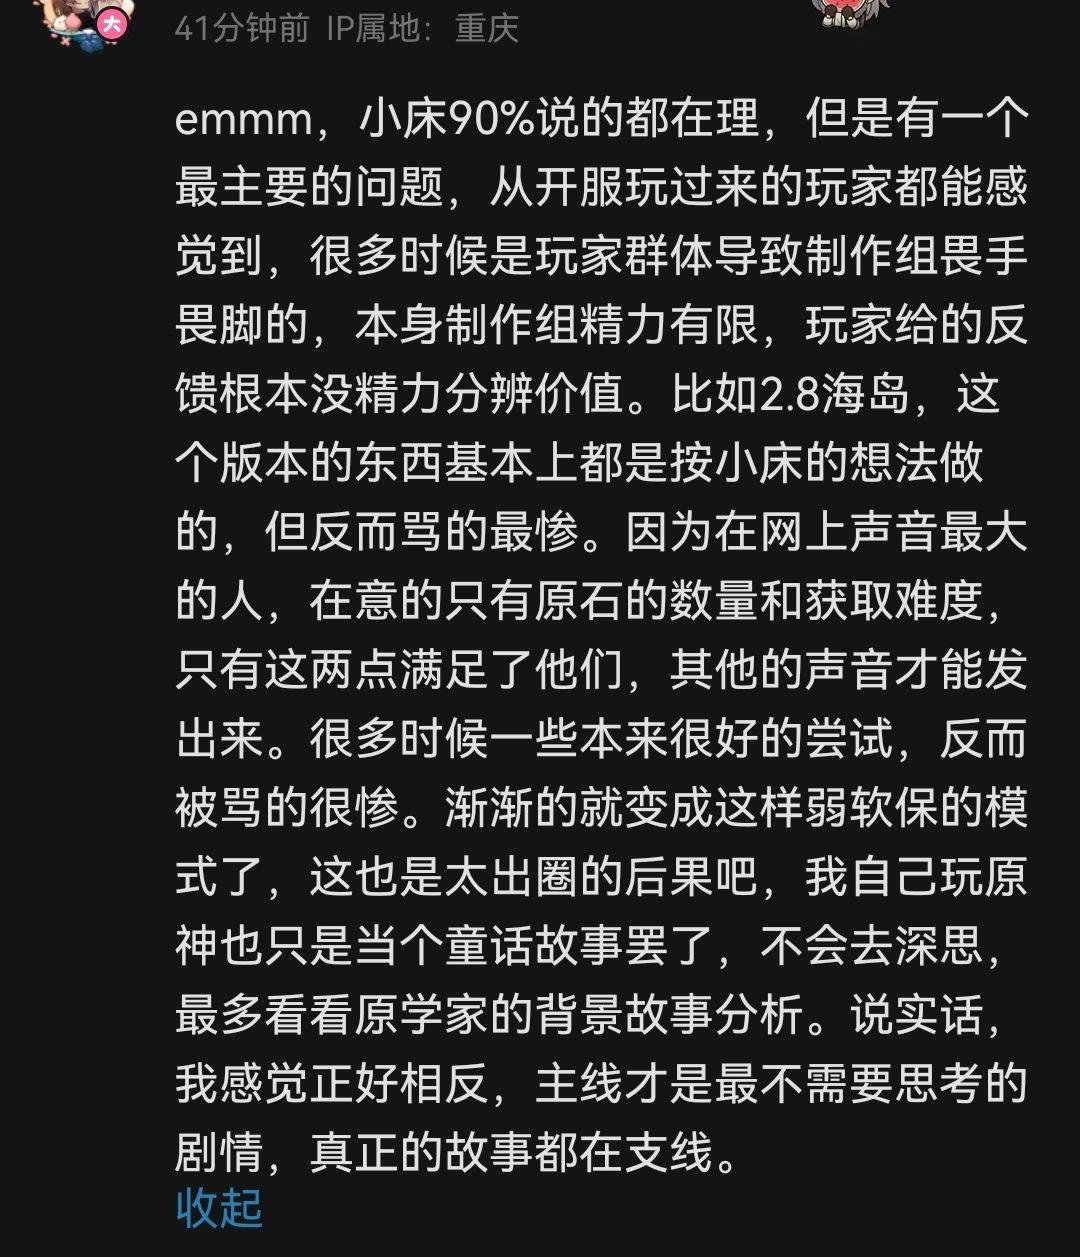 大
41分钟前 IP属地：重庆
emmm，小床90%说的都在理，但是有一个
最主要的问题，从开服玩过来的玩家都能感
觉到，很多时候是玩家群体导致制作组畏手
畏脚的，本身制作组精力有限，玩家给的反
馈根本没精力分辨价值。比如2.8海岛，这
个版本的东西基本上都是按小床的想法做
的，但反而骂的最惨。因为在网上声音最大
的人，在意的只有原石的数量和获取难度，
只有这两点满足了他们，其他的声音才能发
出来。很多时候一些本来很好的尝试，反而
被骂的很惨。渐渐的就变成这样弱软保的模
式了，这也是太出圈的后果吧，我自己玩原
神也只是当个童话故事罢了，不会去深思，
最多看看原学家的背景故事分析。说实话，
我感觉正好相反，主线才是最不需要思考的
剧情，真正的故事都在支线。
收起